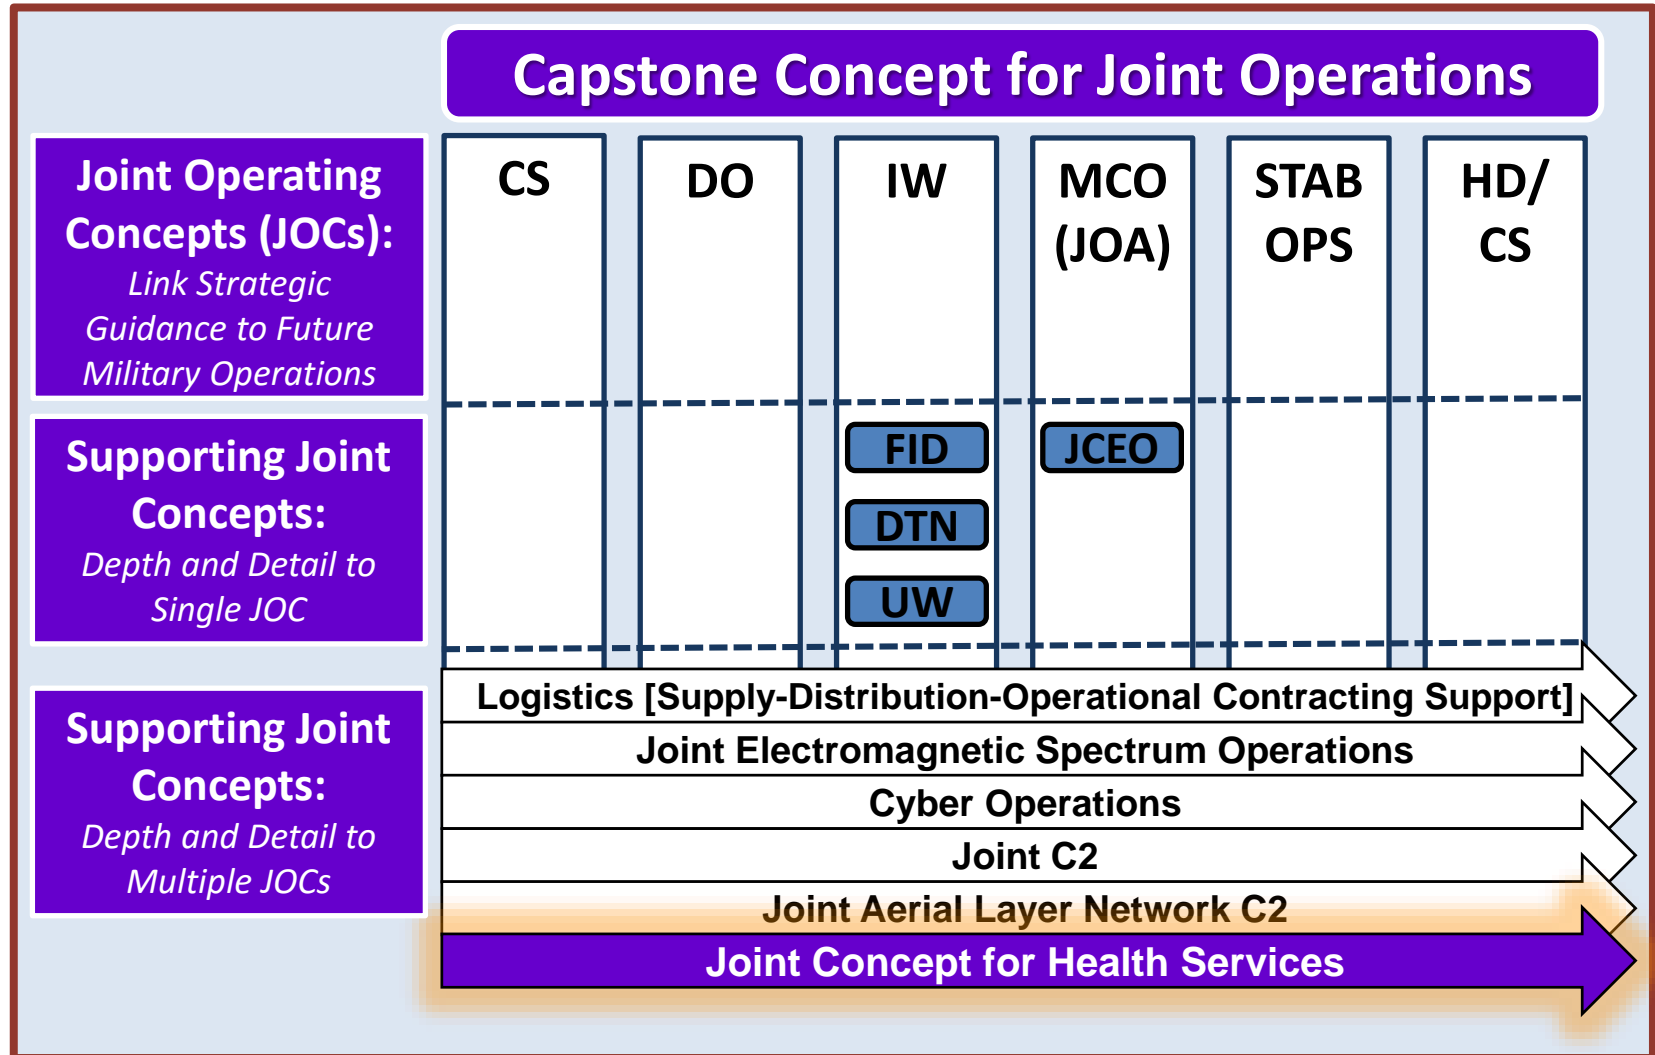 Capstone Concept for Joint Operations
Joint Operating
Concepts (JOCs):
Link Strategic
Guidance to Future
Military Operations
CS
DO
IW
MCO
(JOA)
STAB
OPS
HD/
CS
Supporting Joint
Concepts:
Depth and Detail to
Single JOC
FID
DTN
UW
JCEO
Supporting Joint
Concepts:
Depth and Detail to
Multiple JOCs
Logistics [Supply-Distribution-Operational Contracting Support]
Joint Electromagnetic Spectrum Operations
Cyber Operations
Joint C2
Joint Aerial Layer Network C2
Joint Concept for Health Services